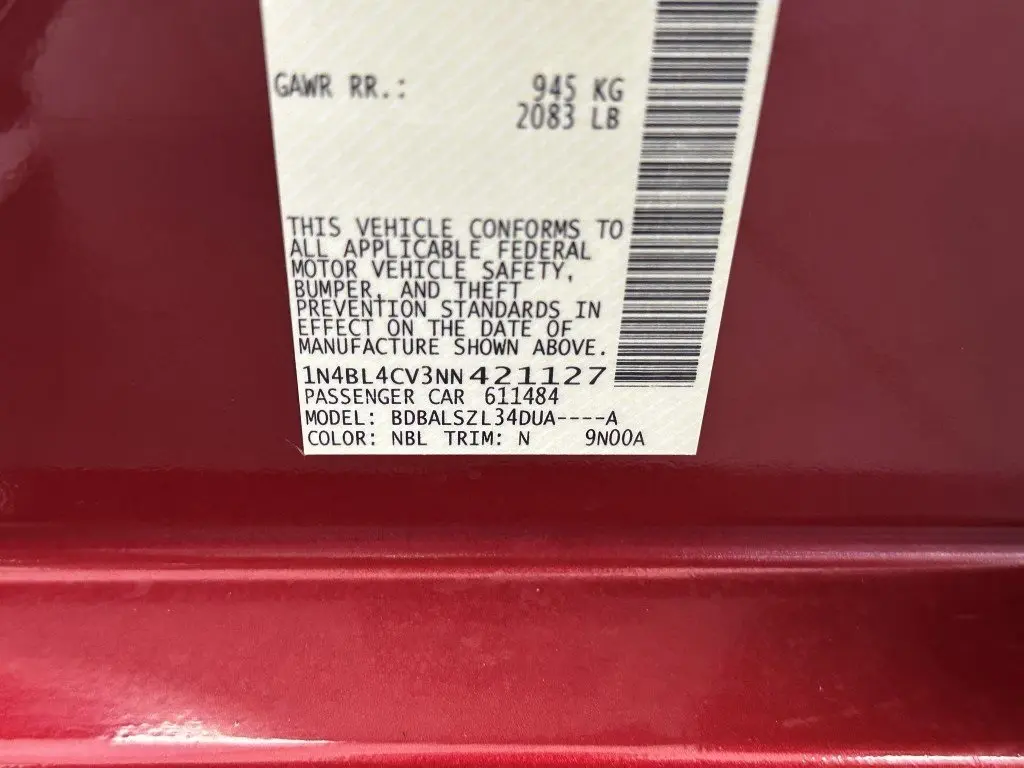 GAWR RR.: 945 KG
2083 LB
THIS VEHICLE CONFORMS TO
ALL APPLICABLE FEDERAL
MOTOR VEHICLE SAFETY,
BUMPER, AND THEFT
PREVENTION STANDARDS IN
EFFECT ON THE DATE OF
MANUFACTURE SHOWN ABOVE.
1N4BL4CV3NN421127
PASSENGER CAR 611484
MODEL: BDBALSZL34DUA----A
COLOR: NBL TRIM: N 9N00A